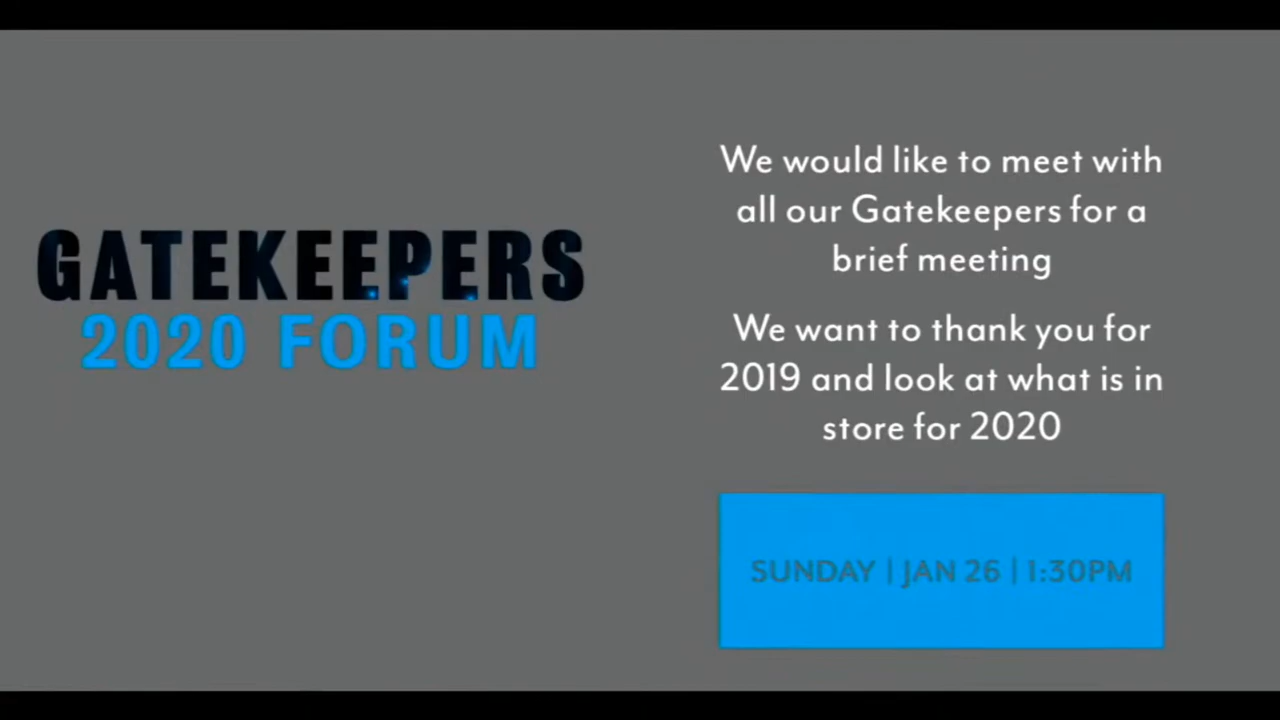 GATEKEEPERS
2020 FORUM
We would like to meet with
all our Gatekeepers for a
brief meeting
We want to thank you for
2019 and look at what is in
store for 2020
SUNDAY | JAN 26 | 1:30PM